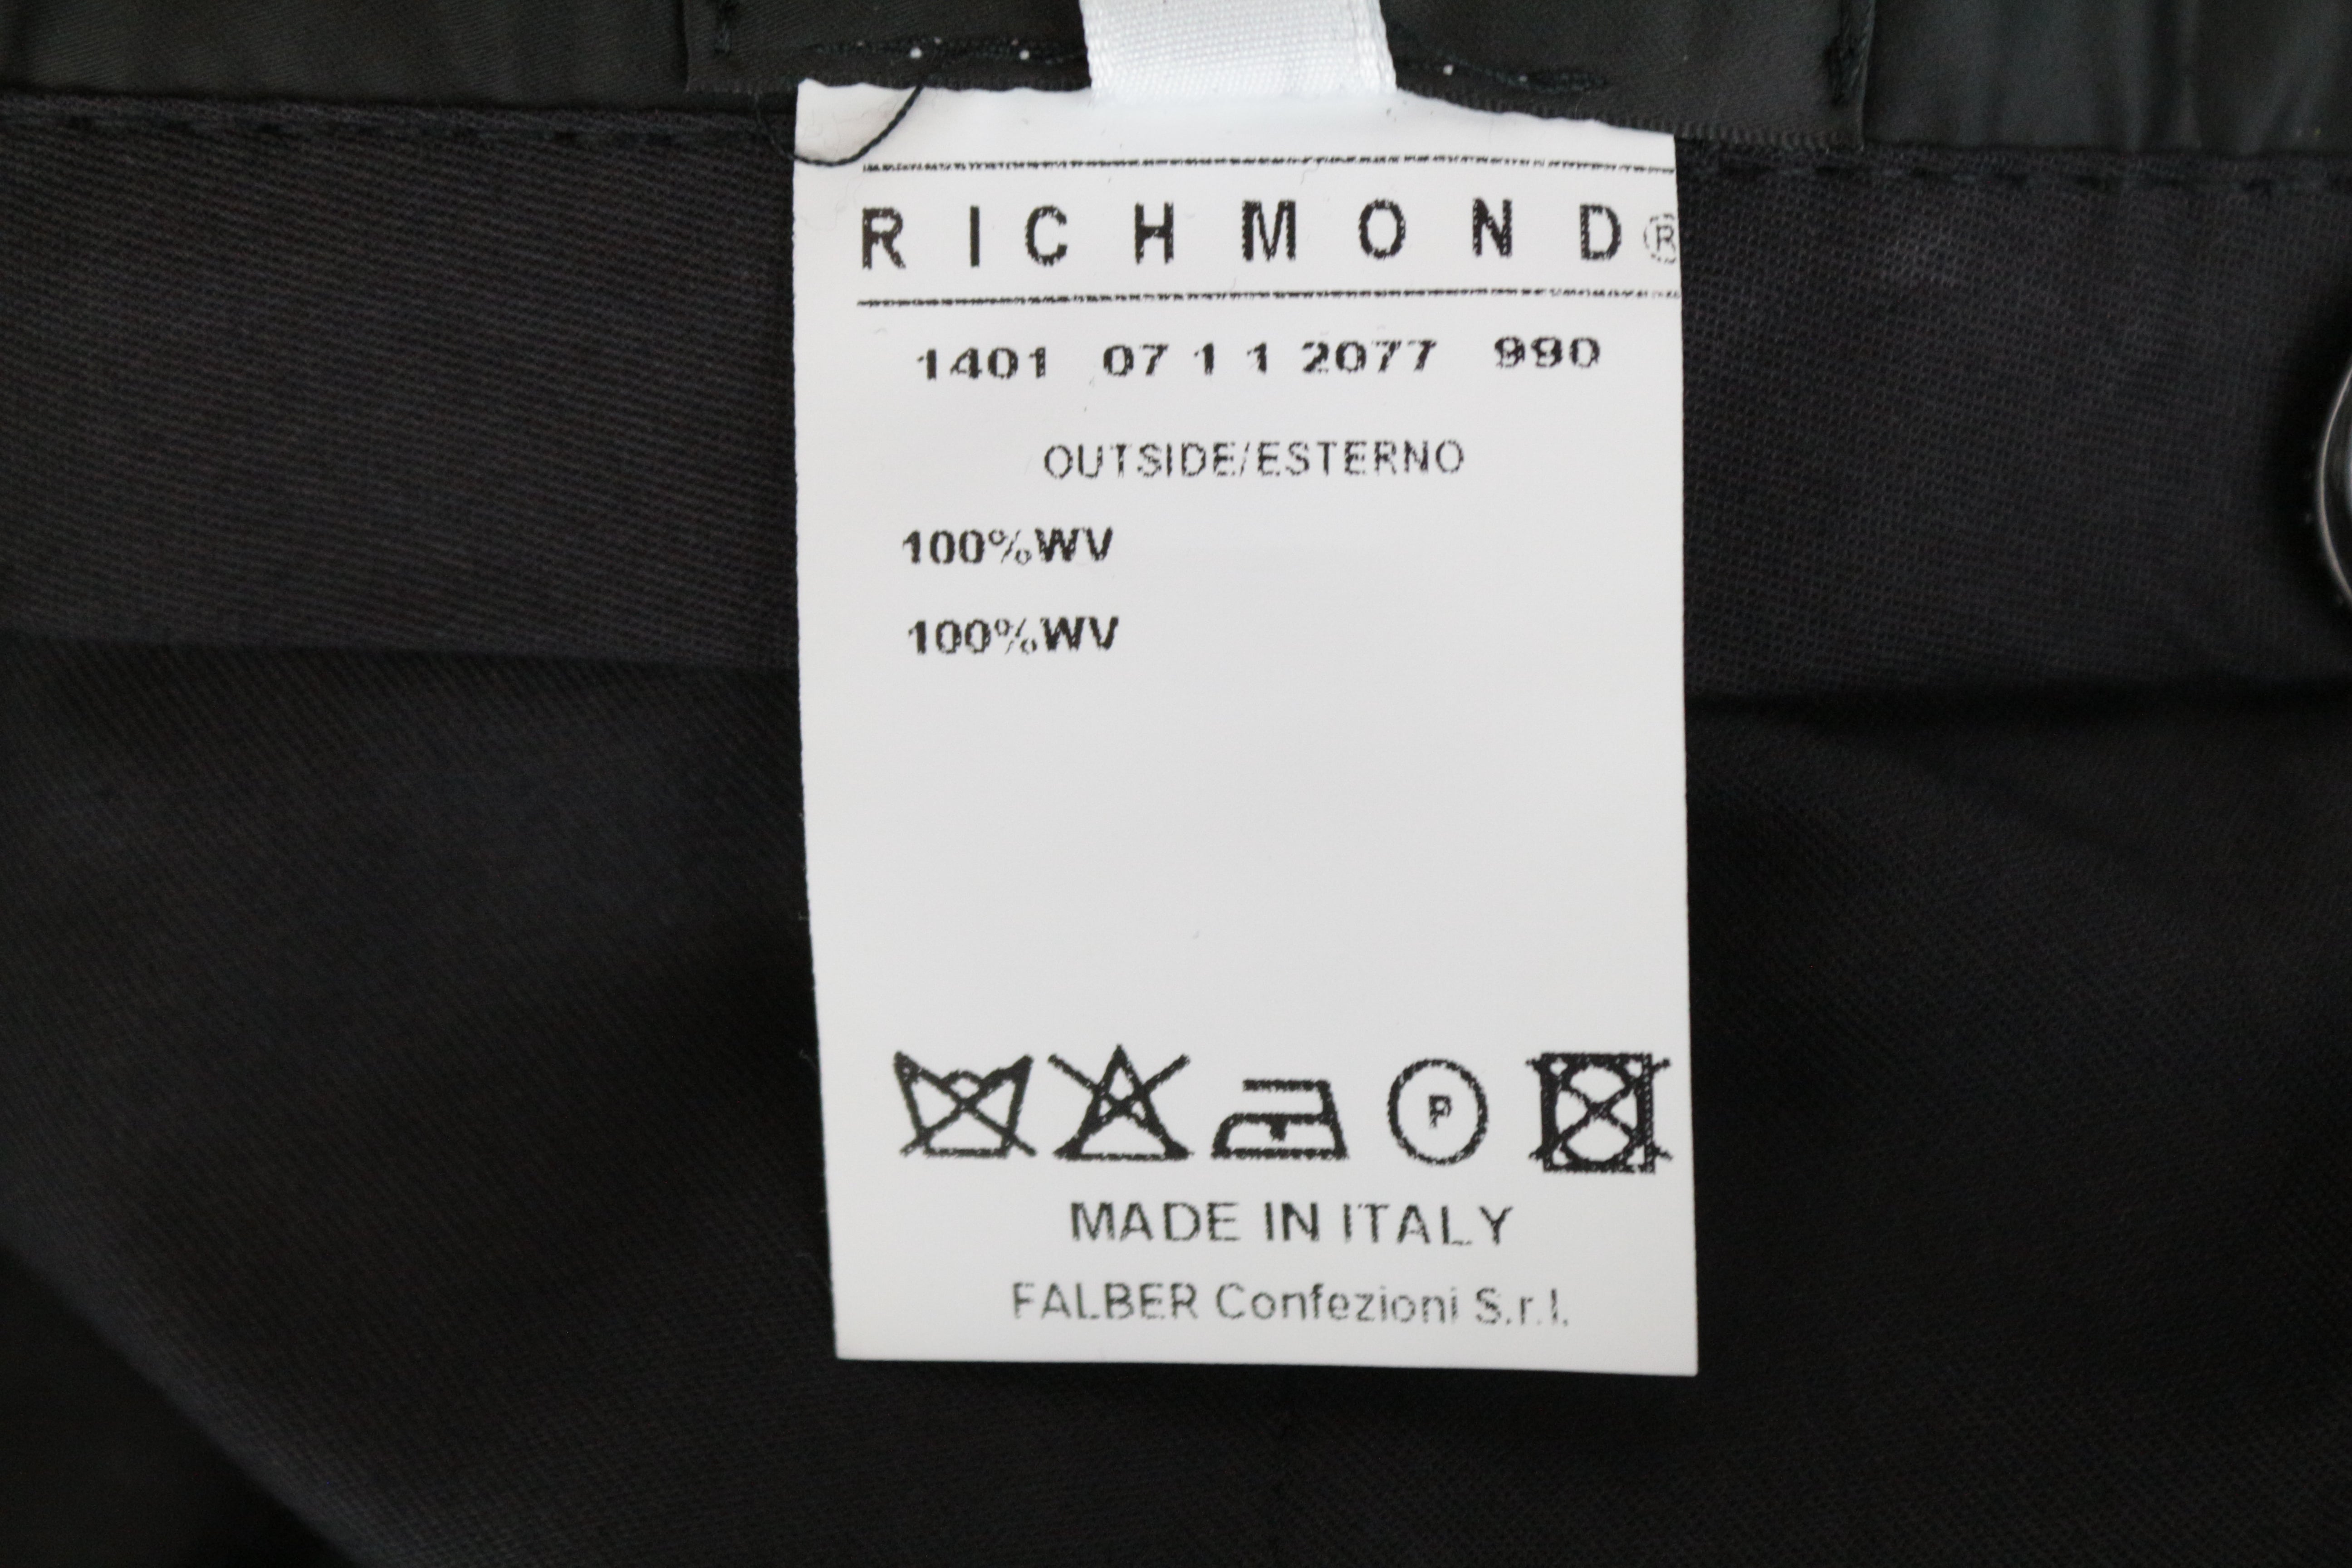 RICHMOND®
1401 07 1 1 2077 990
OUTSIDE/ESTERNO
100%WV
100%WV
P
MADE IN ITALY
FALBER Confezioni S.r.l.